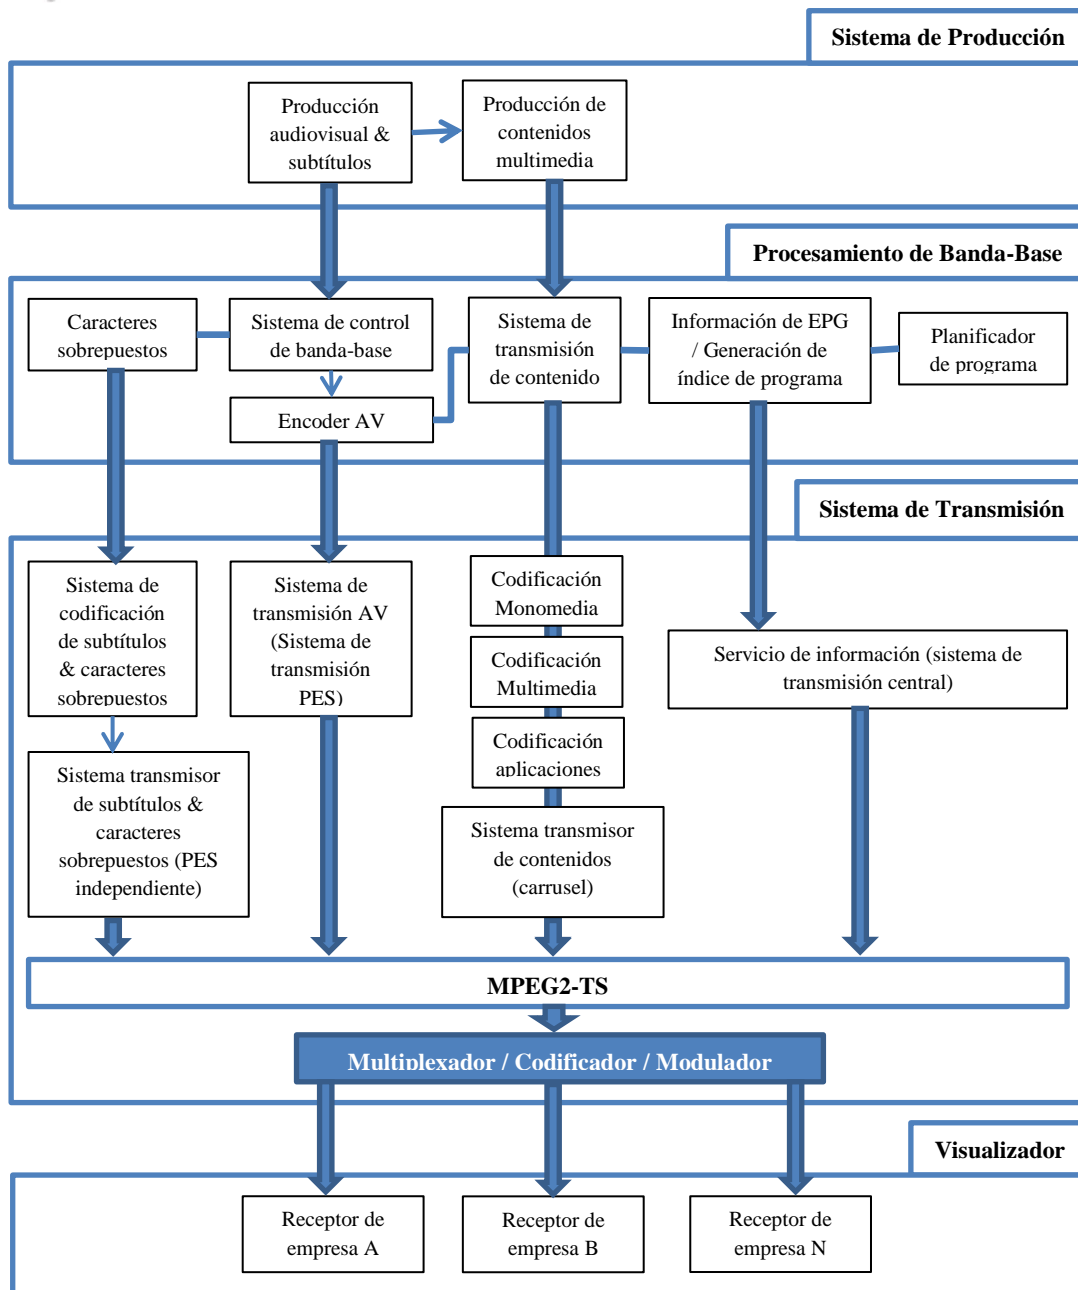 Sistema de Producción
Producción
audiovisual &
subtítulos
Producción de
contenidos
multimedia
Procesamiento de Banda-Base
Caracteres
sobrepuestos
Sistema de control
de banda-base
Encoder AV
Sistema de
transmisión
de contenido
Información de EPG
/ Generación de
índice de programa
Planificador
de programa
Sistema de Transmisión
Sistema de
codificación
de subtítulos
& caracteres
sobrepuestos
Sistema de
transmisión AV
(Sistema de
transmisión
PES)
Codificación
Monomedia
Codificación
Multimedia
Codificación
aplicaciones
Servicio de información (sistema de
transmisión central)
Sistema transmisor
de subtítulos &
caracteres
sobrepuestos (PES
independiente)
Sistema transmisor
de contenidos
(carrusel)
MPEG2-TS
Multiplexador / Codificador / Modulador
Visualizador
Receptor de
empresa A
Receptor de
empresa B
Receptor de
empresa N